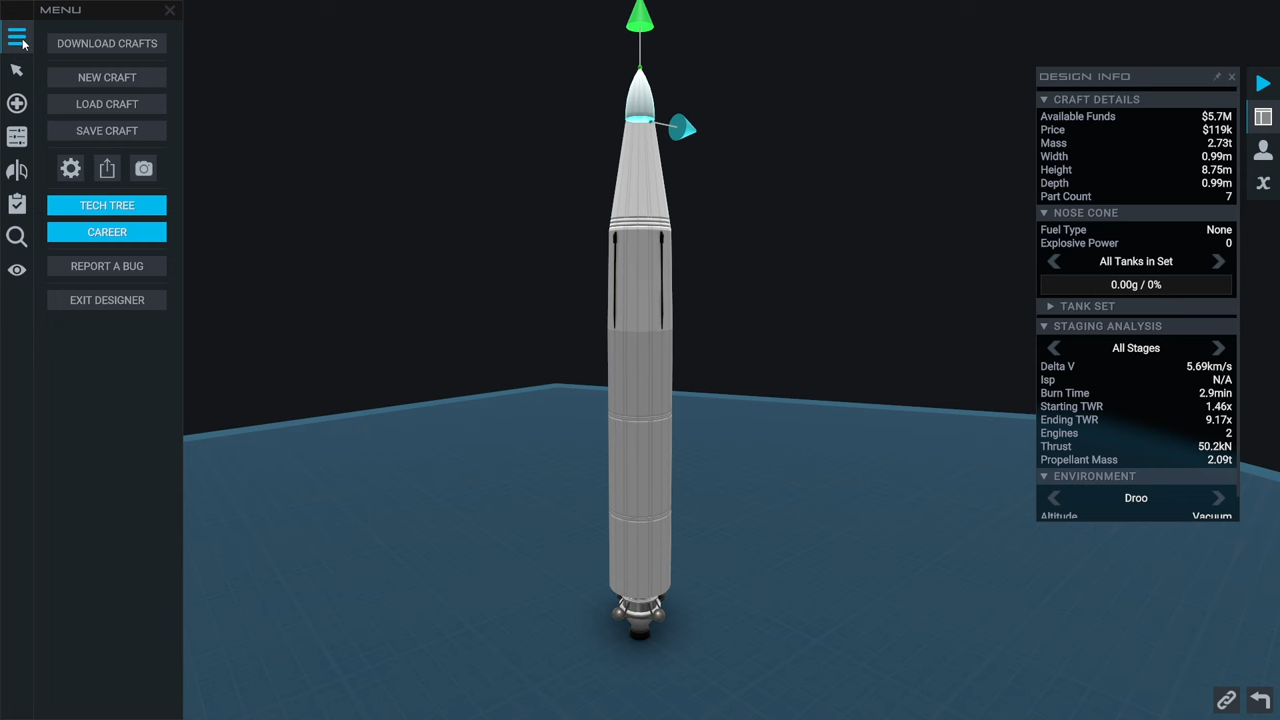 MENU
DOWNLOAD CRAFTS
NEW CRAFT
LOAD CRAFT
SAVE CRAFT
TECH TREE
CAREER
REPORT A BUG
EXIT DESIGNER
DESIGN INFO
CRAFT DETAILS
Available Funds $5.7M
Price $119k
Mass 2.73t
Width 0.99m
Height 8.75m
Depth 0.99m
Part Count 7
NOSE CONE
Fuel Type None
Explosive Power 0
All Tanks in Set
0.00g / 0%
TANK SET
STAGING ANALYSIS
All Stages
Delta V 5.69km/s
Isp N/A
Burn Time 2.9min
Starting TWR 1.46x
Ending TWR 9.17x
Engines 2
Thrust 50.2kN
Propellant Mass 2.09t
ENVIRONMENT
Droo
Altitude Vacuum